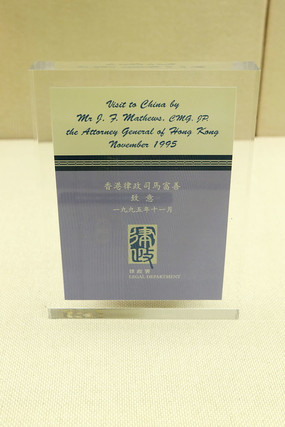 Visit to China by
Mr J. F. Mathews, CMG, JP.
the Attorney General of Hong Kong
November 1995
香港律政司馬富善
致意
一九九五年十一月
律政
律政署
LEGAL DEPARTMENT